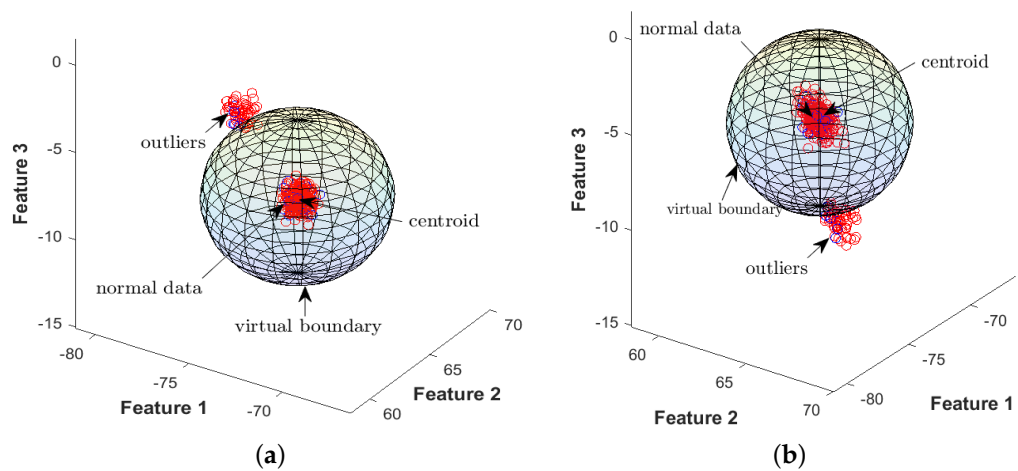 0
-5
-10
-15
Feature 3
outliers
centroid
normal data
virtual boundary
-80
-75
-70
Feature 1
60
65
70
Feature 2
(a)
0
-5
-10
-15
Feature 3
normal data
centroid
virtual boundary
outliers
60
65
70
Feature 2
-80
-75
-70
Feature 1
(b)